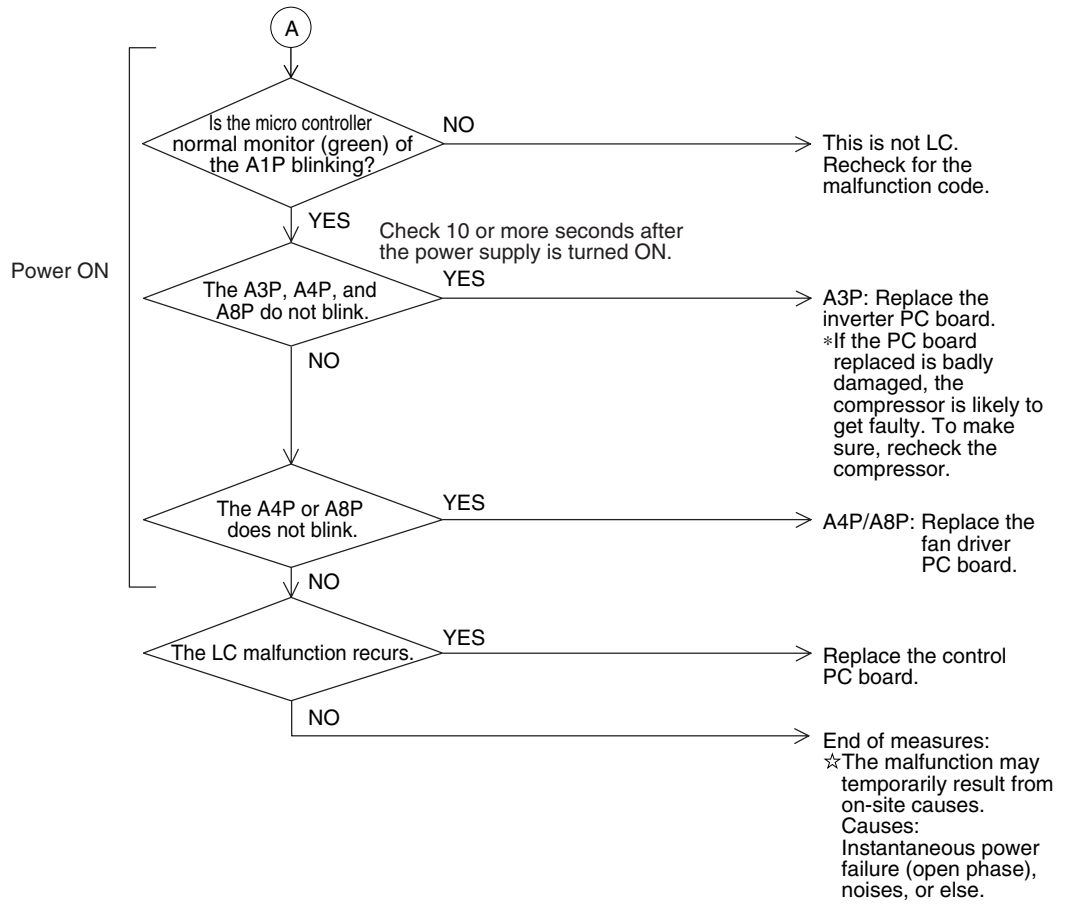 A
Is the micro controller
normal monitor (green) of
the A1P blinking?
NO
This is not LC.
Recheck for the
malfunction code.
YES
Check 10 or more seconds after
the power supply is turned ON.
Power ON
The A3P, A4P, and
A8P do not blink.
YES
A3P: Replace the
inverter PC board.
*If the PC board
replaced is badly
damaged, the
compressor is likely to
get faulty. To make
sure, recheck the
compressor.
NO
The A4P or A8P
does not blink.
YES
A4P/A8P: Replace the
fan driver
PC board.
NO
The LC malfunction recurs.
YES
Replace the control
PC board.
NO
End of measures:
☆The malfunction may
temporarily result from
on-site causes.
Causes:
Instantaneous power
failure (open phase),
noises, or else.